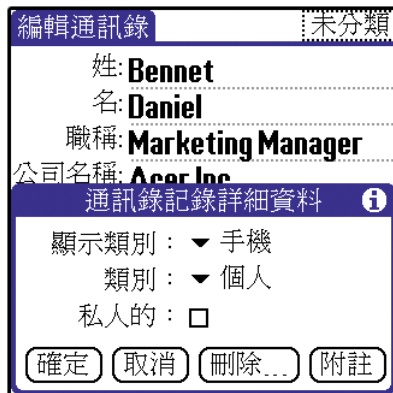 編輯通訊錄 未分類
姓: Bennet
名: Daniel
職稱: Marketing Manager
公司名稱: Acer Inc
通訊錄記錄詳細資料
顯示類別： 手機
類別： 個人
私人的：
確定 取消 刪除... 附註